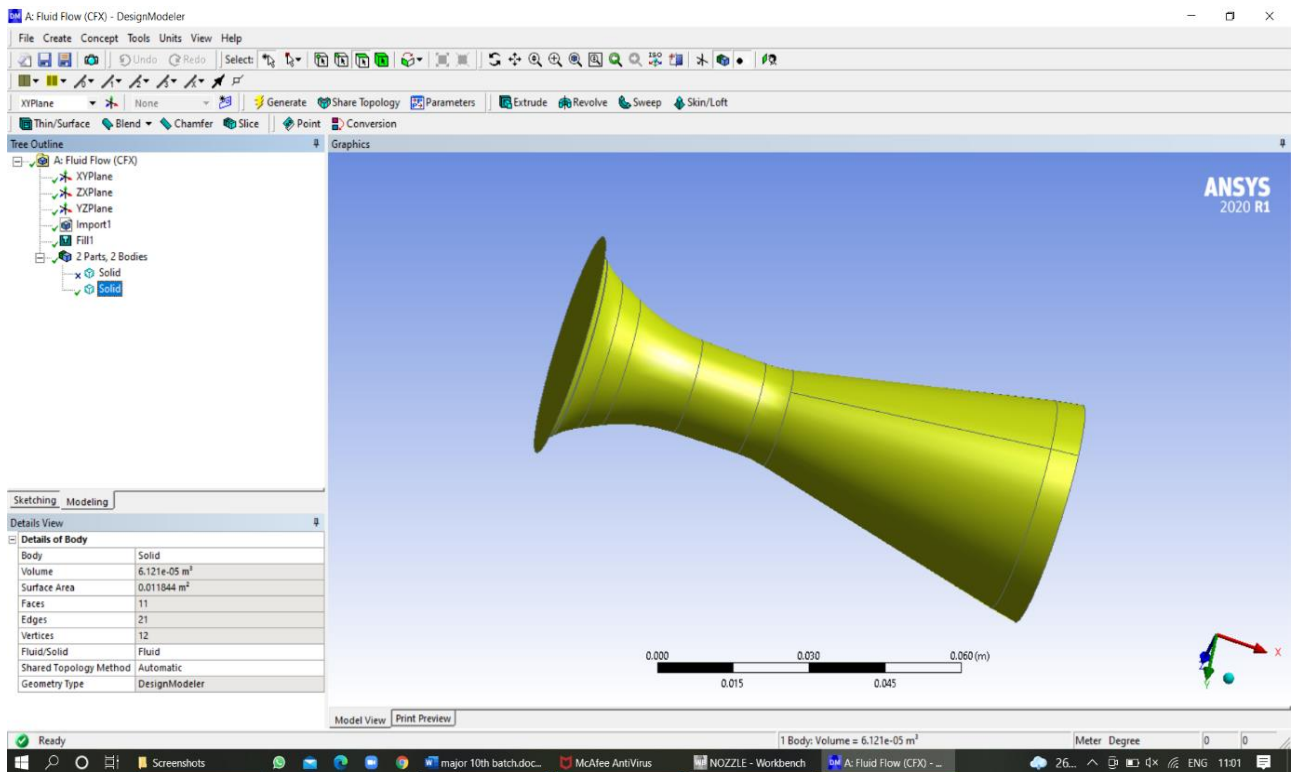 A: Fluid Flow (CFX) - DesignModeler
File Create Concept Tools Units View Help
Undo Redo Select:
XYPlane None Generate Share Topology Parameters Extrude Revolve Sweep Skin/Loft
Thin/Surface Blend Chamfer Slice Point Conversion
Tree Outline
A: Fluid Flow (CFX)
XYPlane
ZXPlane
YZPlane
Import1
Fill1
2 Parts, 2 Bodies
Solid
Solid
Sketching Modeling
Details View
Details of Body
Body Solid
Volume 6.121e-05 m³
Surface Area 0.011844 m²
Faces 11
Edges 21
Vertices 12
Fluid/Solid Fluid
Shared Topology Method Automatic
Geometry Type DesignModeler
Graphics
ANSYS
2020 R1
0.000 0.030 0.060 (m)
0.015 0.045
X
Y
Model View Print Preview
Ready 1 Body: Volume = 6.121e-05 m³ Meter Degree 0 0
Screenshots major 10th batch.doc... McAfee AntiVirus NOZZLE - Workbench A: Fluid Flow (CFX) - ... 26... ENG 11:01